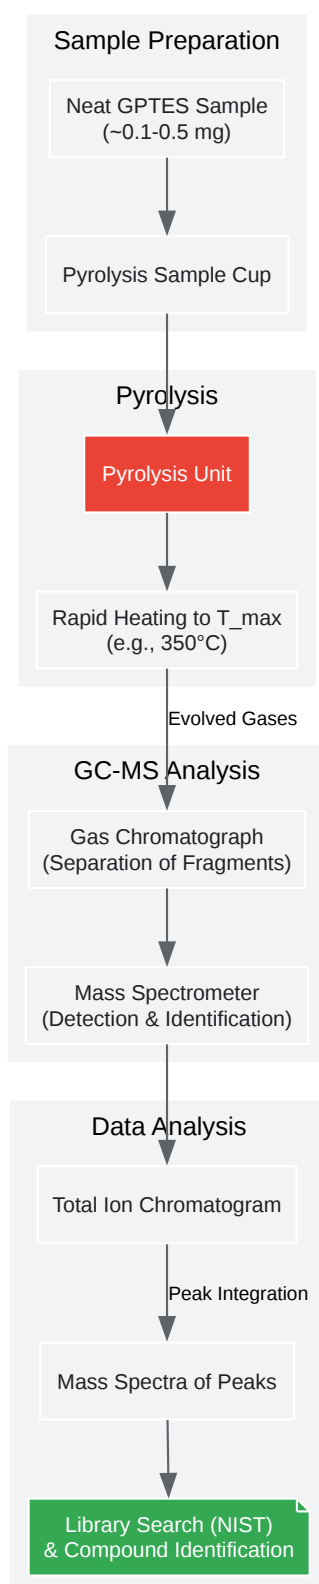 Sample Preparation
Neat GPTES Sample
(~0.1-0.5 mg)
Pyrolysis Sample Cup
Pyrolysis
Pyrolysis Unit
Rapid Heating to T_max
(e.g., 350°C)
Evolved Gases
GC-MS Analysis
Gas Chromatograph
(Separation of Fragments)
Mass Spectrometer
(Detection & Identification)
Data Analysis
Total Ion Chromatogram
Peak Integration
Mass Spectra of Peaks
Library Search (NIST)
& Compound Identification